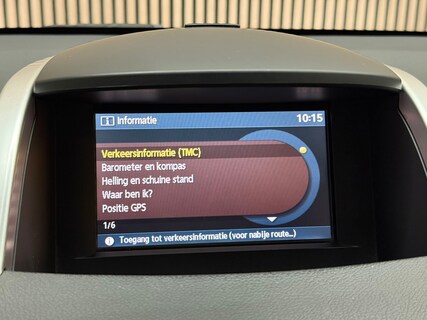 Informatie
10:15
Verkeersinformatie (TMC)
Barometer en kompas
Helling en schuine stand
Waar ben ik?
Positie GPS
1/6
Toegang tot verkeersinformatie (voor nabije route...)